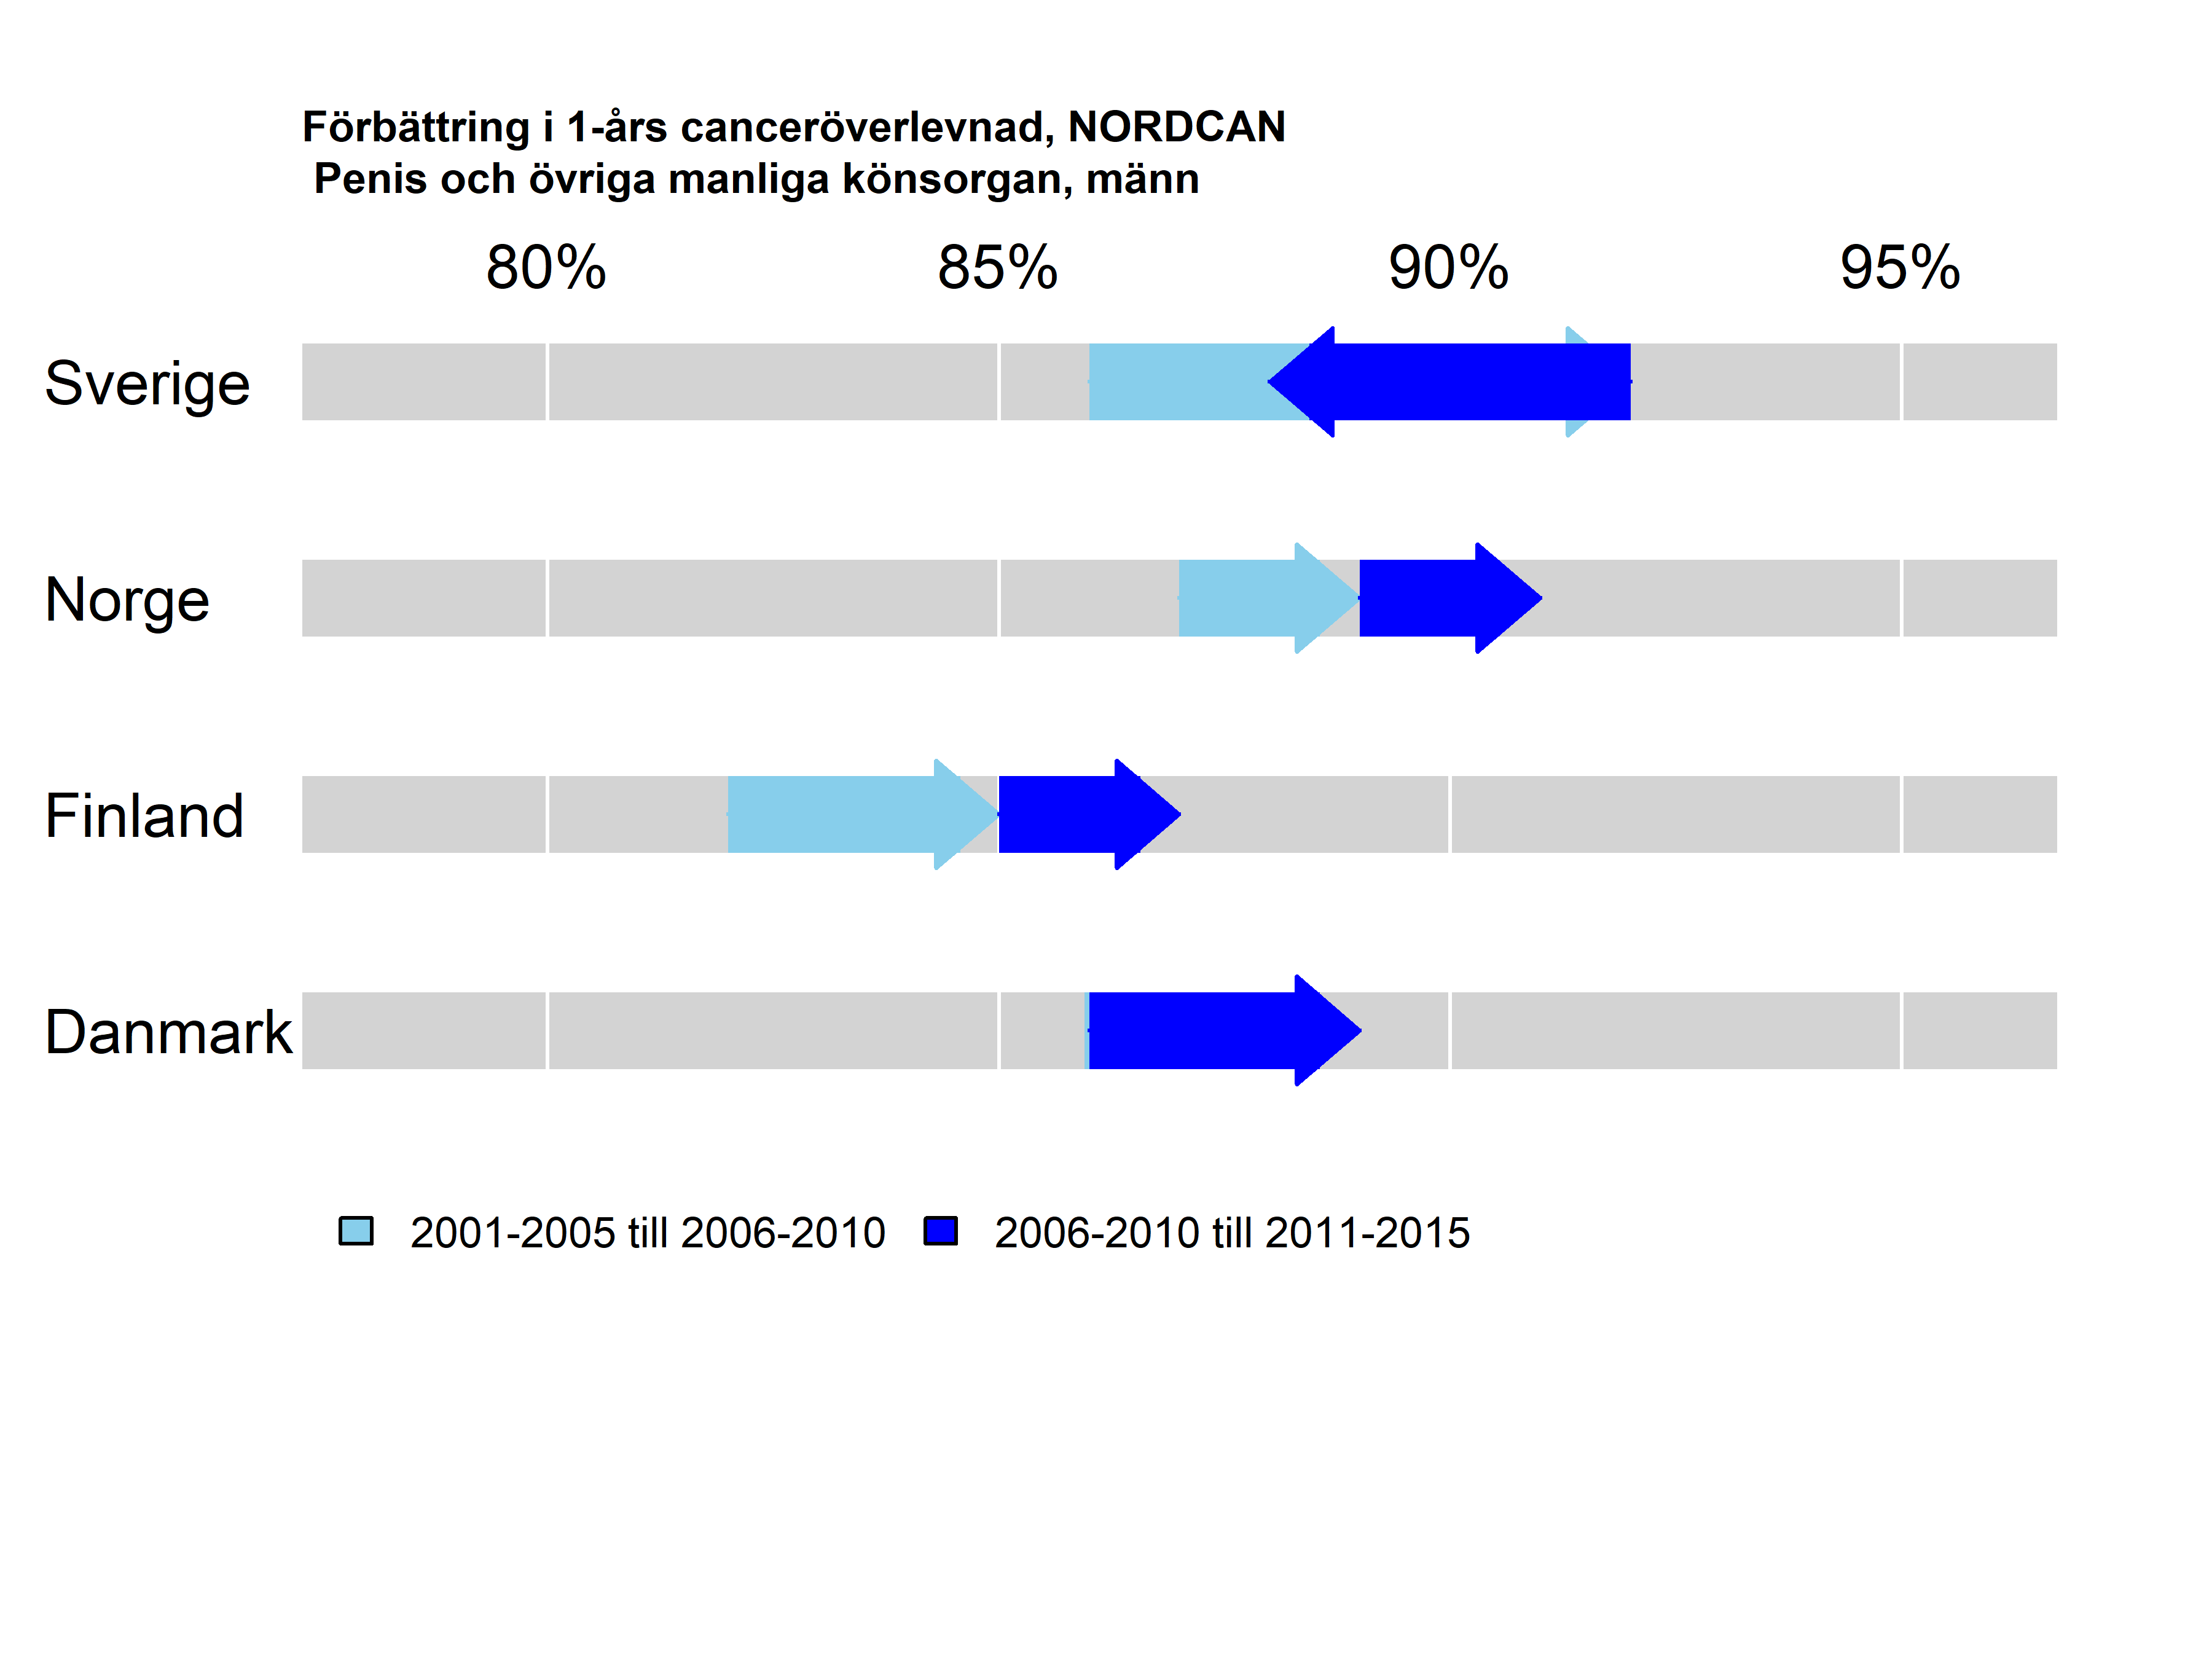 Förbättring i 1-års canceröverlevnad, NORDCAN
Penis och övriga manliga könsorgan, männ
80% 85% 90% 95%
Sverige
Norge
Finland
Danmark
2001-2005 till 2006-2010 2006-2010 till 2011-2015